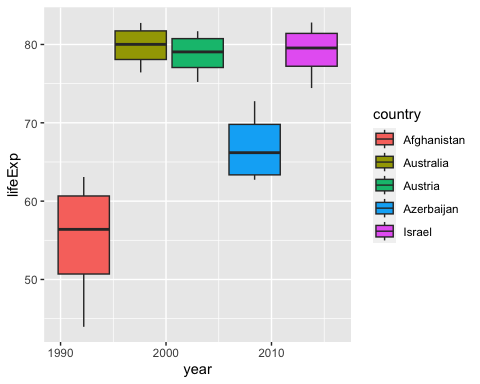 80
70
60
50
lifeExp
1990
2000
2010
year
country
Afghanistan
Australia
Austria
Azerbaijan
Israel